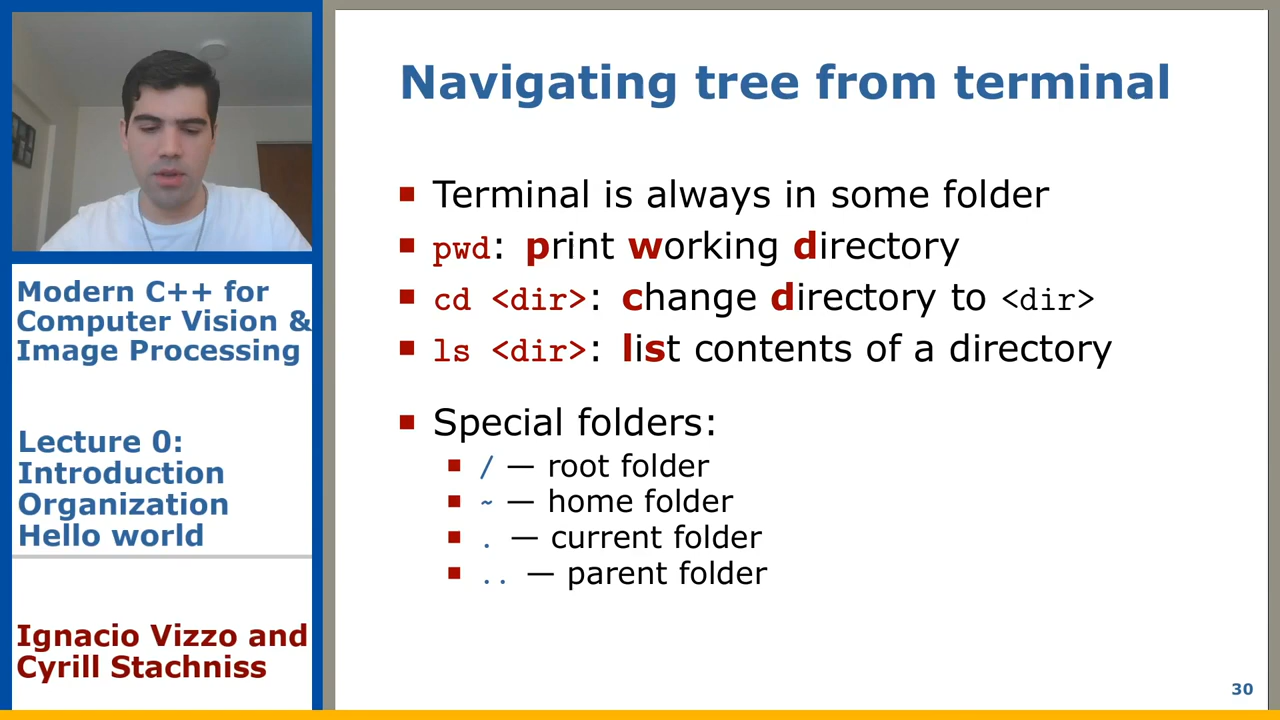 Navigating tree from terminal
Terminal is always in some folder
pwd: print working directory
cd <dir>: change directory to <dir>
ls <dir>: list contents of a directory
Special folders:
/ — root folder
~ — home folder
. — current folder
.. — parent folder
30
Modern C++ for
Computer Vision &
Image Processing
Lecture 0:
Introduction
Organization
Hello world
Ignacio Vizzo and
Cyrill Stachniss